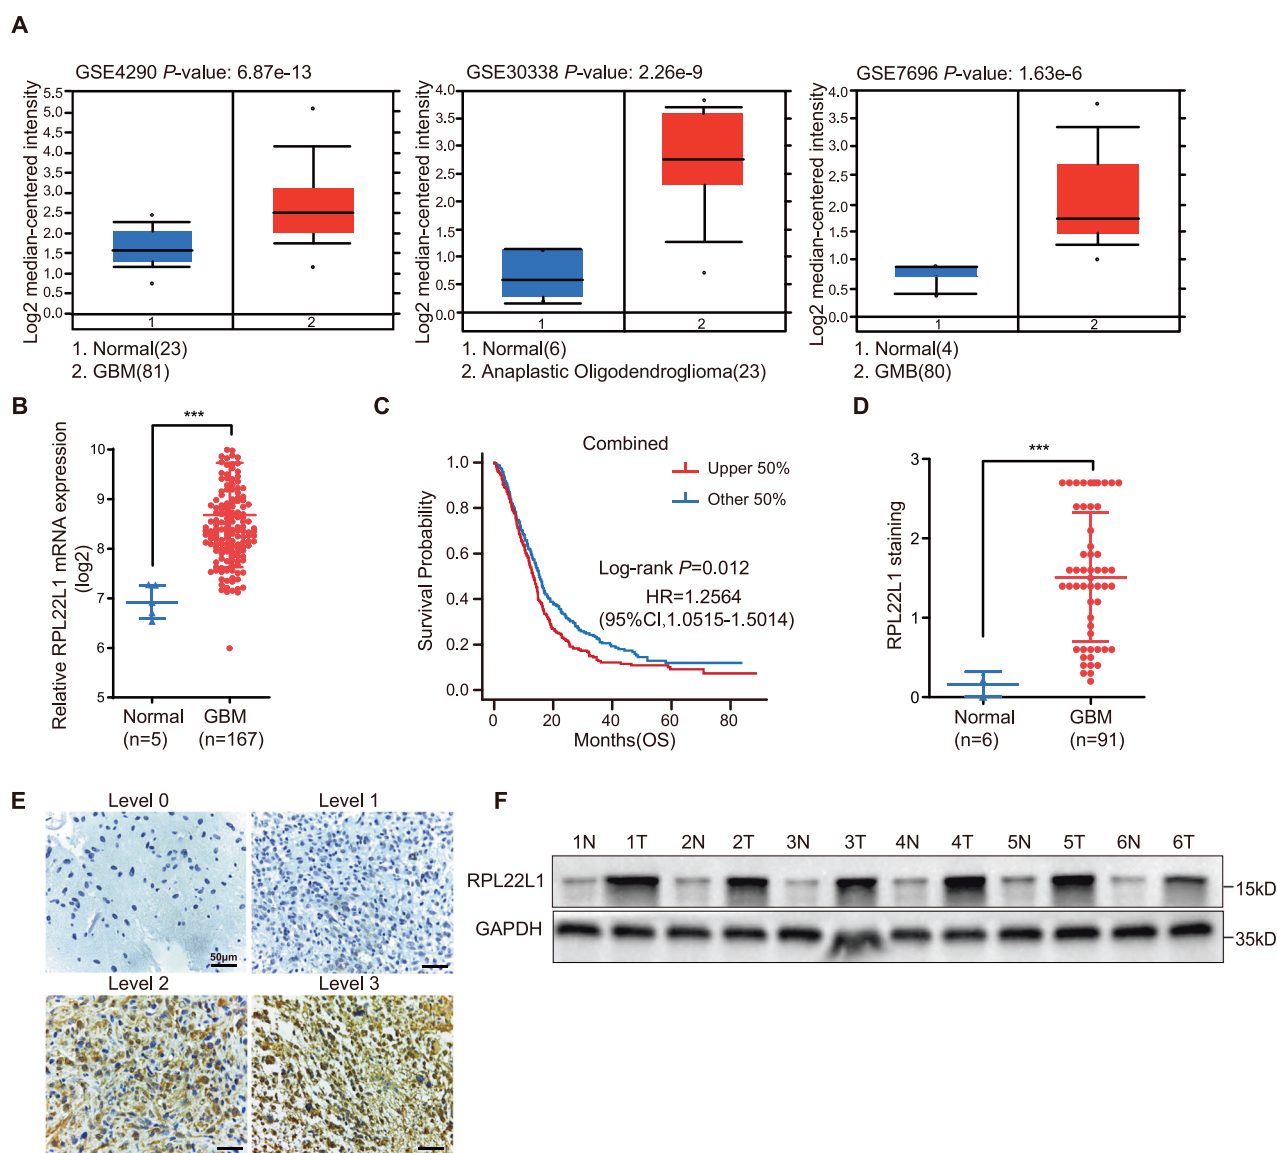 A
GSE4290 P-value: 6.87e-13
Log2 median-centered intensity
5.5
5.0
4.5
4.0
3.5
3.0
2.5
2.0
1.5
1.0
0.5
0.0
1
2
1. Normal(23)
2. GBM(81)
GSE30338 P-value: 2.26e-9
Log2 median-centered intensity
4.0
3.5
3.0
2.5
2.0
1.5
1.0
0.5
0.0
1
2
1. Normal(6)
2. Anaplastic Oligodendroglioma(23)
GSE7696 P-value: 1.63e-6
Log2 median-centered intensity
4.0
3.5
3.0
2.5
2.0
1.5
1.0
0.5
0.0
1
2
1. Normal(4)
2. GMB(80)
B
Relative RPL22L1 mRNA expression
(log2)
***
10
9
8
7
6
5
Normal
(n=5)
GBM
(n=167)
C
Combined
Upper 50%
Other 50%
Survival Probability
1.0
0.8
0.6
0.4
0.2
0.0
Log-rank P=0.012
HR=1.2564
(95%CI,1.0515-1.5014)
0
20
40
60
80
Months(OS)
D
RPL22L1 staining
***
3
2
1
0
Normal
(n=6)
GBM
(n=91)
E
Level 0
Level 1
50μm
Level 2
Level 3
F
1N 1T 2N 2T 3N 3T 4N 4T 5N 5T 6N 6T
RPL22L1
15kD
GAPDH
35kD